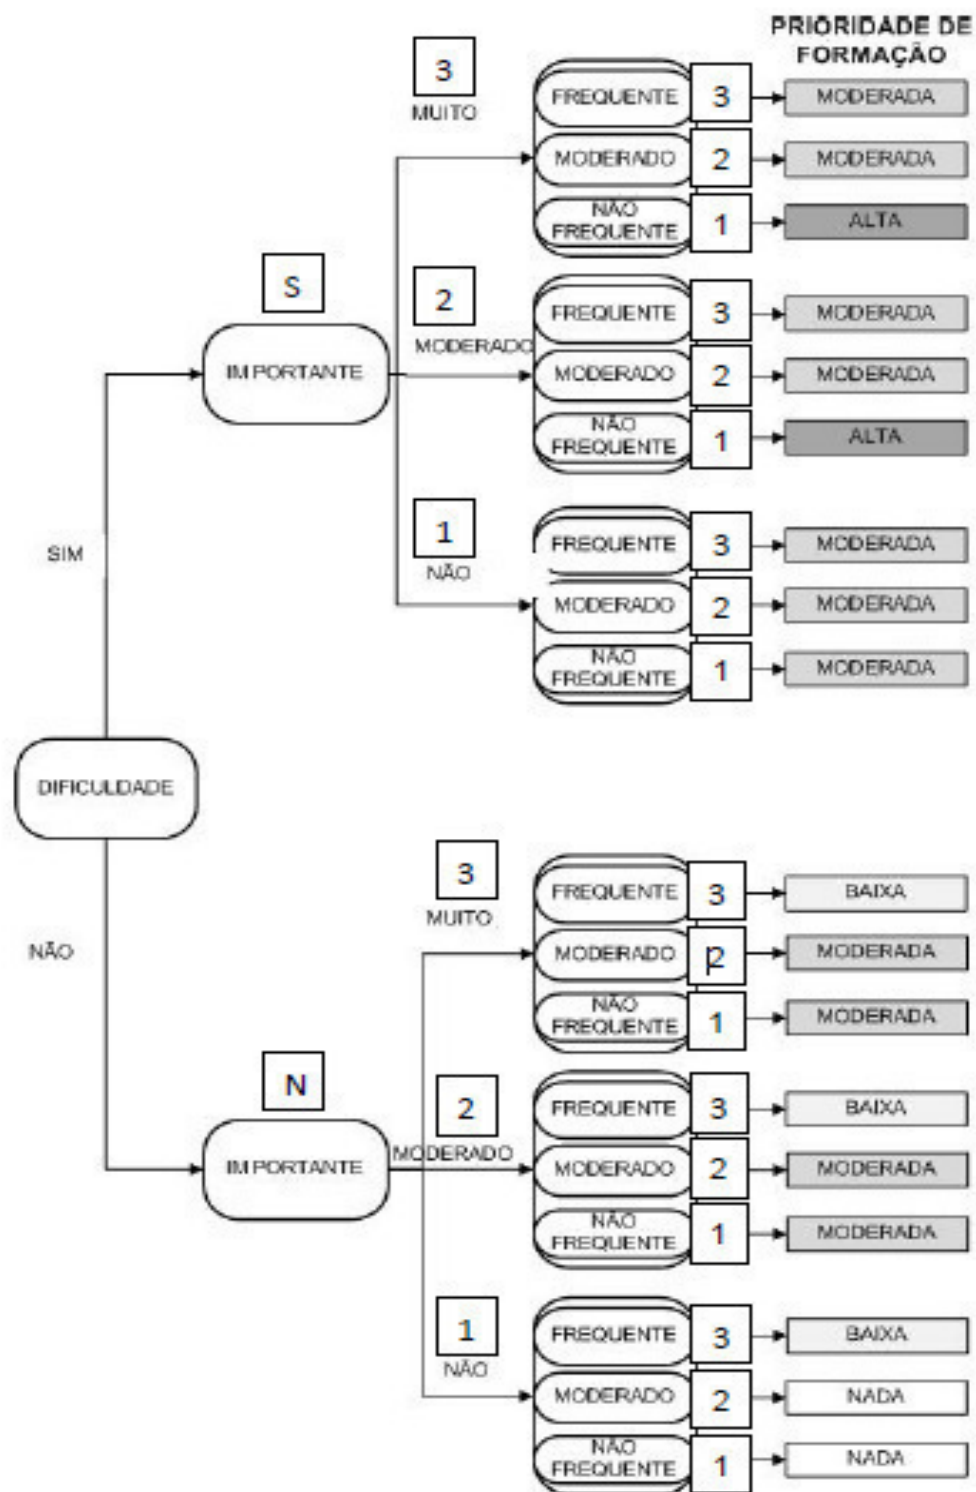 PRIORIDADE DE
FORMAÇÃO
3
MUITO
FREQUENTE 3 MODERADA
MODERADO 2 MODERADA
NÃO
FREQUENTE 1 ALTA
S
IMPORTANTE
2
MODERADO
FREQUENTE 3 MODERADA
MODERADO 2 MODERADA
NÃO
FREQUENTE 1 ALTA
SIM
1
NÃO
FREQUENTE 3 MODERADA
MODERADO 2 MODERADA
NÃO
FREQUENTE 1 MODERADA
DIFICULDADE
NÃO
3
MUITO
FREQUENTE 3 BAIXA
MODERADO 2 MODERADA
NÃO
FREQUENTE 1 MODERADA
N
IMPORTANTE
2
MODERADO
FREQUENTE 3 BAIXA
MODERADO 2 MODERADA
NÃO
FREQUENTE 1 MODERADA
1
NÃO
FREQUENTE 3 BAIXA
MODERADO 2 NADA
NÃO
FREQUENTE 1 NADA